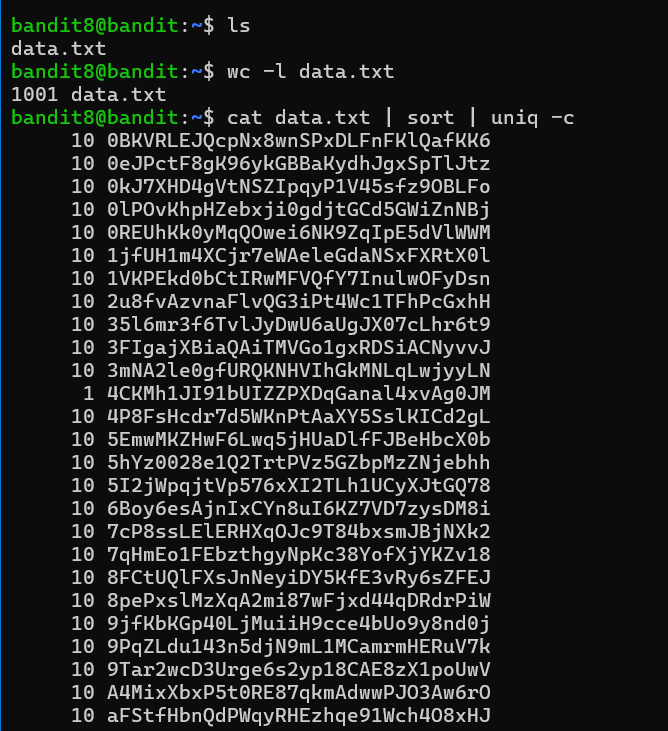 bandit8@bandit:~$ ls
data.txt
bandit8@bandit:~$ wc -l data.txt
1001 data.txt
bandit8@bandit:~$ cat data.txt | sort | uniq -c
     10 0BKVRLEJQcpNx8wnSPxDLFnFKlQafKK6
     10 0eJPctF8gK96ykGBBaKydhJgxSpTlJtz
     10 0kJ7XHD4gVtNSZIpqyP1V45sfz9OBLFo
     10 0lPOvKhpHZebxji0gdjtGCd5GWiZnNBj
     10 0REUhKk0yMqQOwei6NK9ZqIpE5dVlWWM
     10 1jfUH1m4XCjr7eWAeleGdaNSxFXRtX0l
     10 1VKPEkd0bCtIRwMFVQfY7InulwOFyDsn
     10 2u8fvAzvnaFlvQG3iPt4Wc1TFhPcGxhH
     10 35l6mr3f6TvlJyDwU6aUgJX07cLhr6t9
     10 3FIgajXBiaQAiTMVGo1gxRDSiACNyvvJ
     10 3mNA2le0gfURQKNHVIhGkMNLqLwjyyLN
      1 4CKMh1JI91bUIZZPXDqGanal4xvAg0JM
     10 4P8FsHcdr7d5WKnPtAaXY5SslKICd2gL
     10 5EmwMKZHwF6Lwq5jHUaDlfFJBeHbcX0b
     10 5hYz0028e1Q2TrtPVz5GZbpMzZNjebhh
     10 5I2jWpqjtVp576xXI2TLh1UCyXJtGQ78
     10 6Boy6esAjnIxCYn8uI6KZ7VD7zysDM8i
     10 7cP8ssLElERHXqOJc9T84bxsmJBjNXk2
     10 7qHmEo1FEbzthgyNpKc38YofXjYKZv18
     10 8FCtUQlFXsJnNeyiDY5KfE3vRy6sZFEJ
     10 8pePxslMzXqA2mi87wFjxd44qDRdrPiW
     10 9jfKbKGp40LjMuiiH9cce4bUo9y8nd0j
     10 9PqZLdu143n5djN9mL1MCamrmHERuV7k
     10 9Tar2wcD3Urge6s2yp18CAE8zX1poUwV
     10 A4MixXbxP5t0RE87qkmAdwwPJO3Aw6rO
     10 aFStfHbnQdPWqyRHEzhqe91Wch4O8xHJ